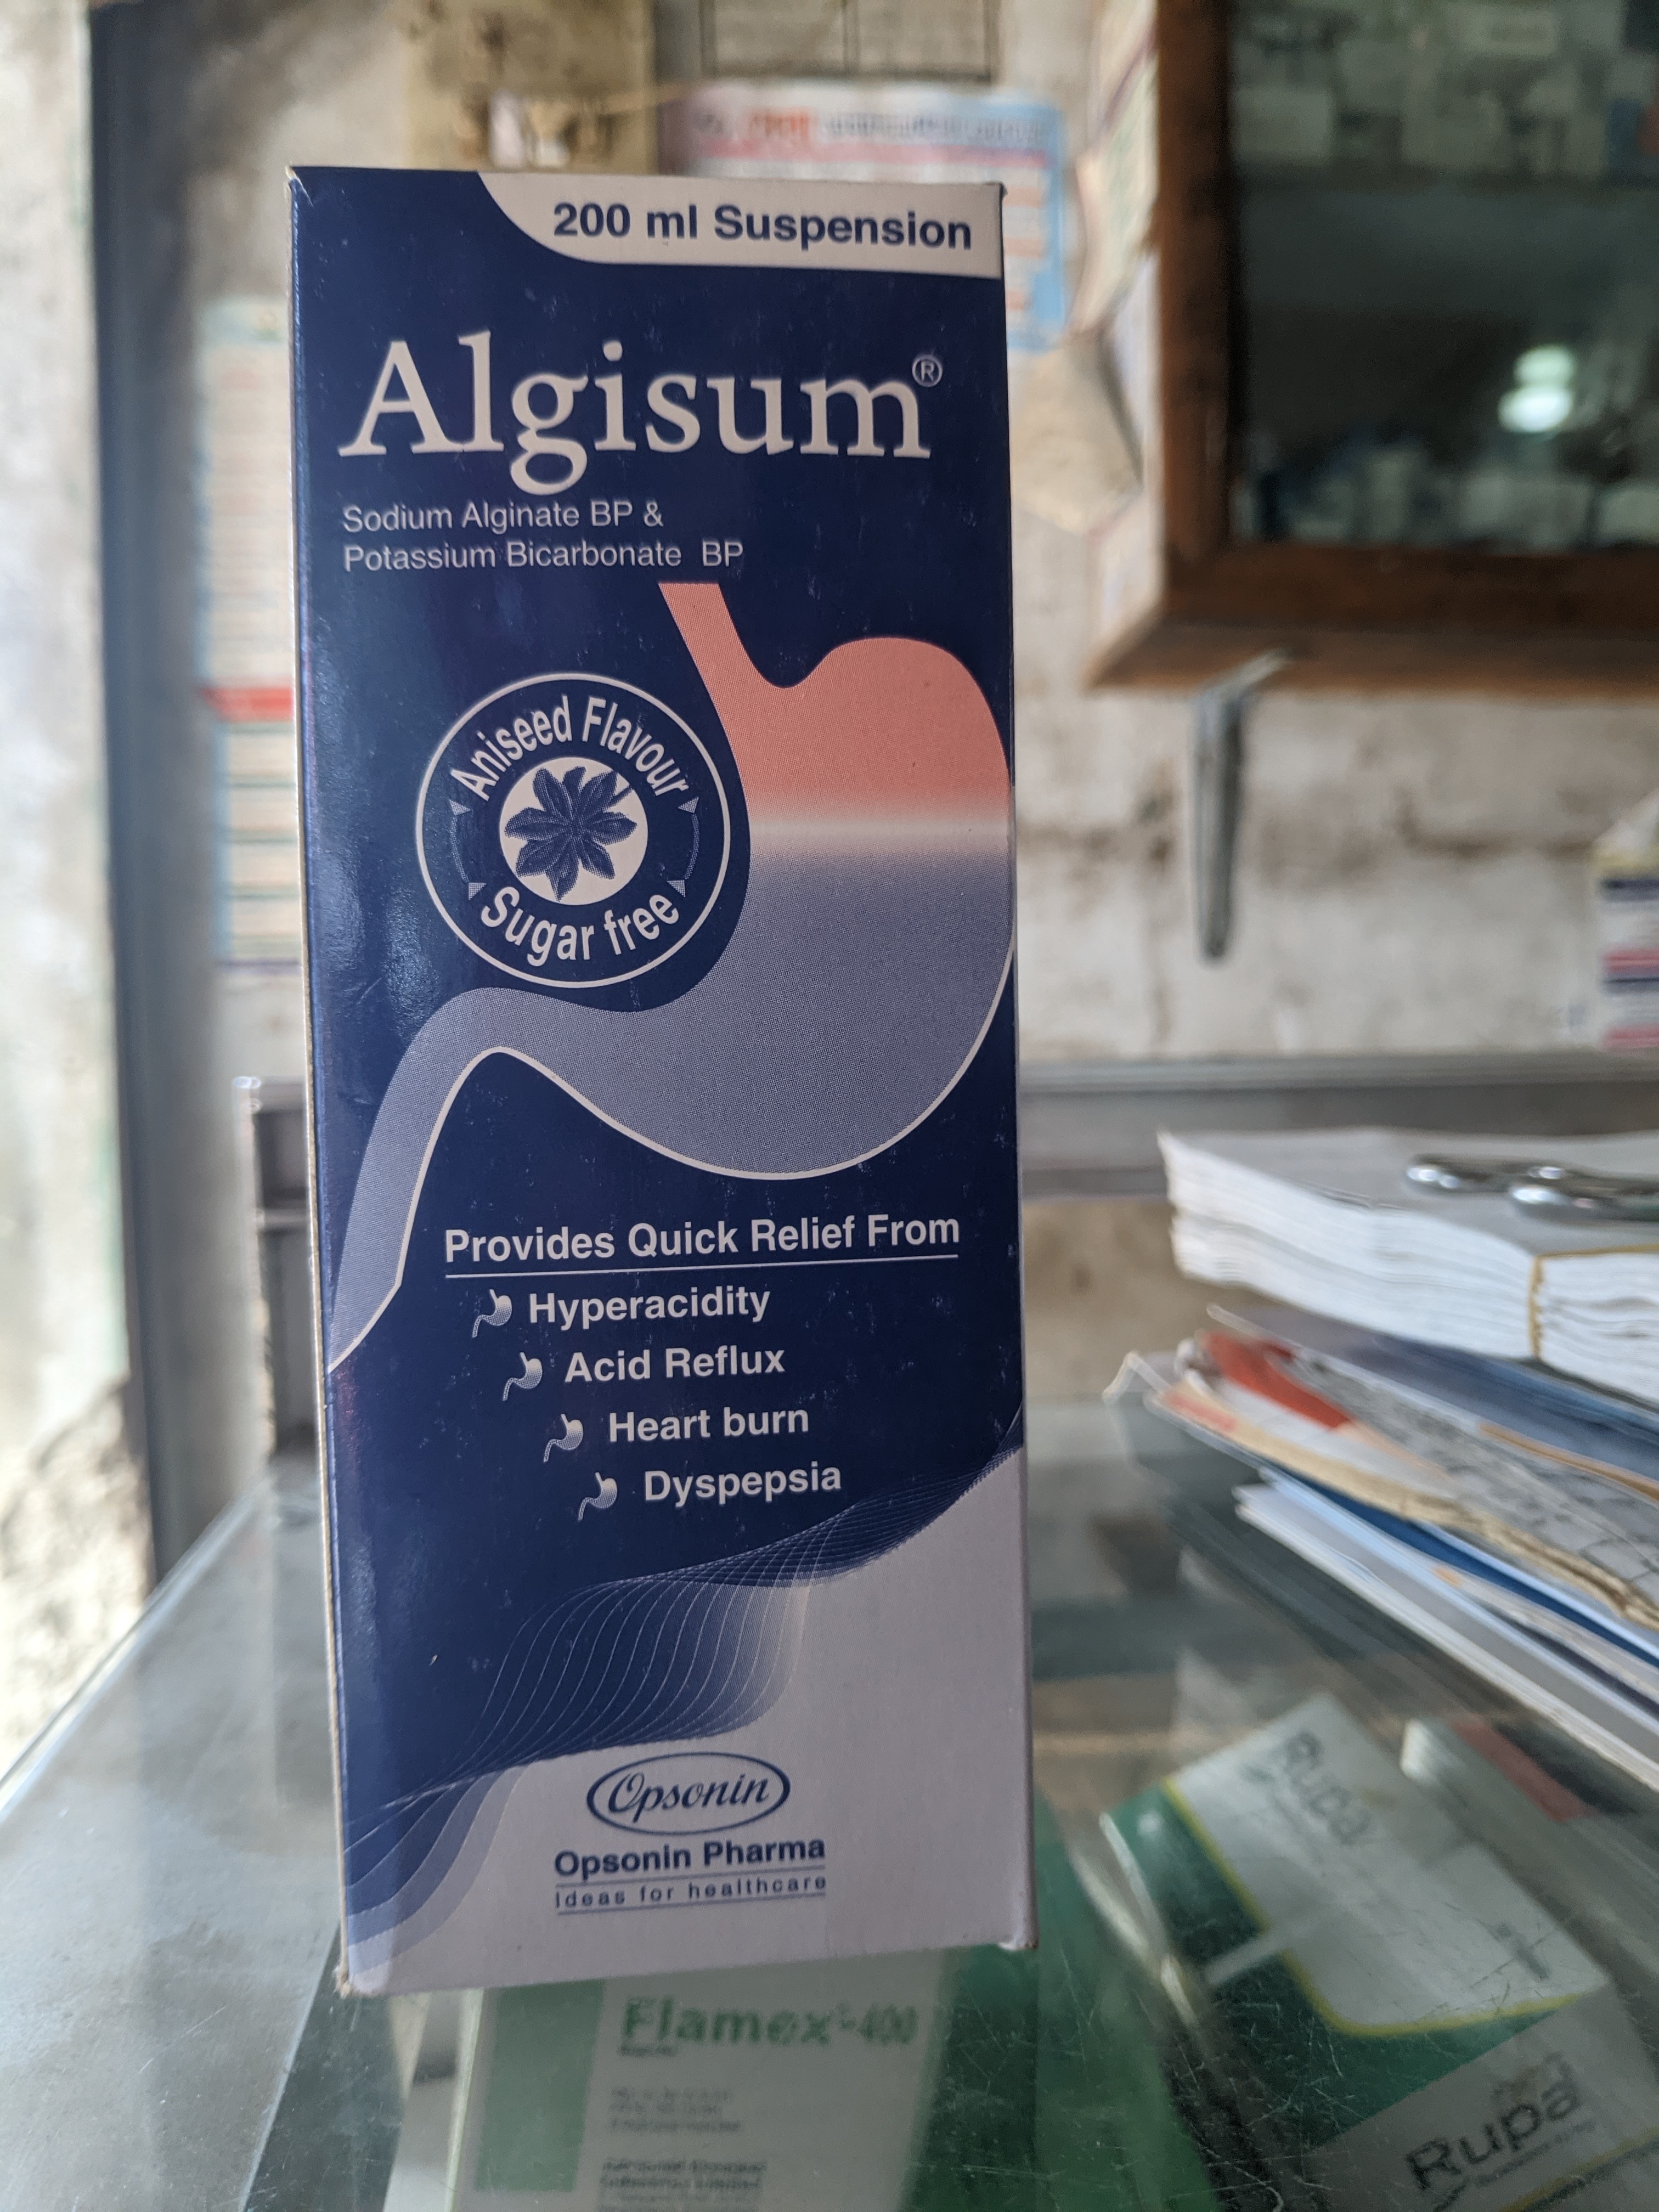 200 ml Suspension
Algisum®
Sodium Alginate BP &
Potassium Bicarbonate BP
Aniseed Flavour
Sugar free
Provides Quick Relief From
Hyperacidity
Acid Reflux
Heart burn
Dyspepsia
Opsonin
Opsonin Pharma
Ideas for healthcare
Flamex®-400
Rupa
Rupa